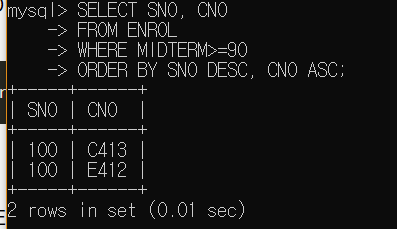 mysql> SELECT SNO, CNO
    -> FROM ENROL
    -> WHERE MIDTERM>=90
    -> ORDER BY SNO DESC, CNO ASC;
+------+------+
| SNO | CNO |
+------+------+
| 100 | C413 |
| 100 | E412 |
+------+------+
2 rows in set (0.01 sec)